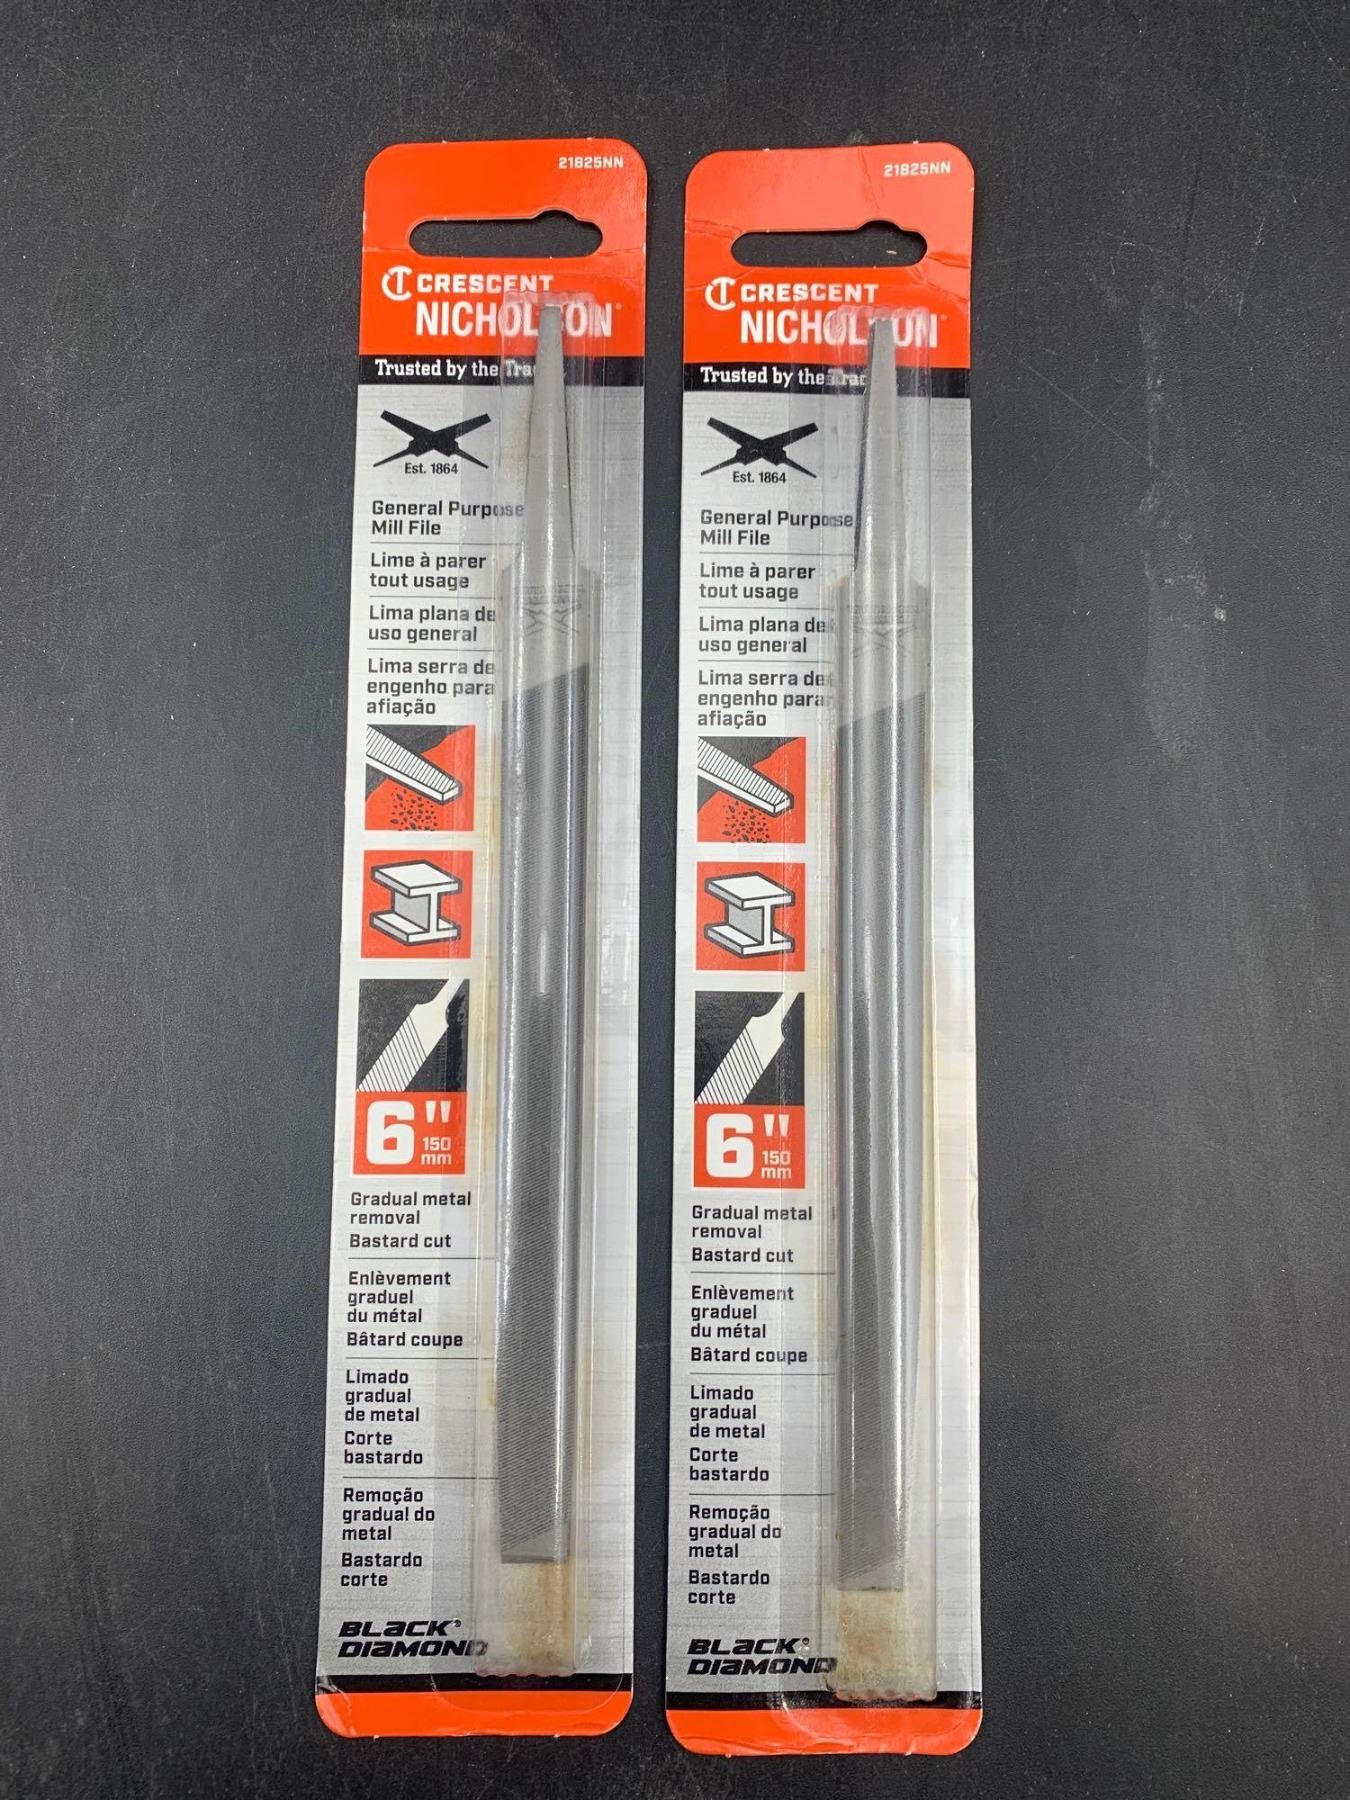 21825NN
CRESCENT
NICHOLSON
Trusted by the
Est. 1864
General Purpose
Mill File
Lime à parer
tout usage
Lima plana de
uso general
Lima serra de
engenho para
afiação
6"
150
mm
Gradual metal
removal
Bastard cut
Enlèvement
graduel
du métal
Bâtard coupe
Limado
gradual
de metal
Corte
bastardo
Remoção
gradual do
metal
Bastardo
corte
BLACK®
DIAMOND
21825NN
CRESCENT
NICHOLSON
Trusted by the
Est. 1864
General Purpose
Mill File
Lime à parer
tout usage
Lima plana de
uso general
Lima serra de
engenho para
afiação
6"
150
mm
Gradual metal
removal
Bastard cut
Enlèvement
graduel
du métal
Bâtard coupe
Limado
gradual
de metal
Corte
bastardo
Remoção
gradual do
metal
Bastardo
corte
BLACK®
DIAMOND